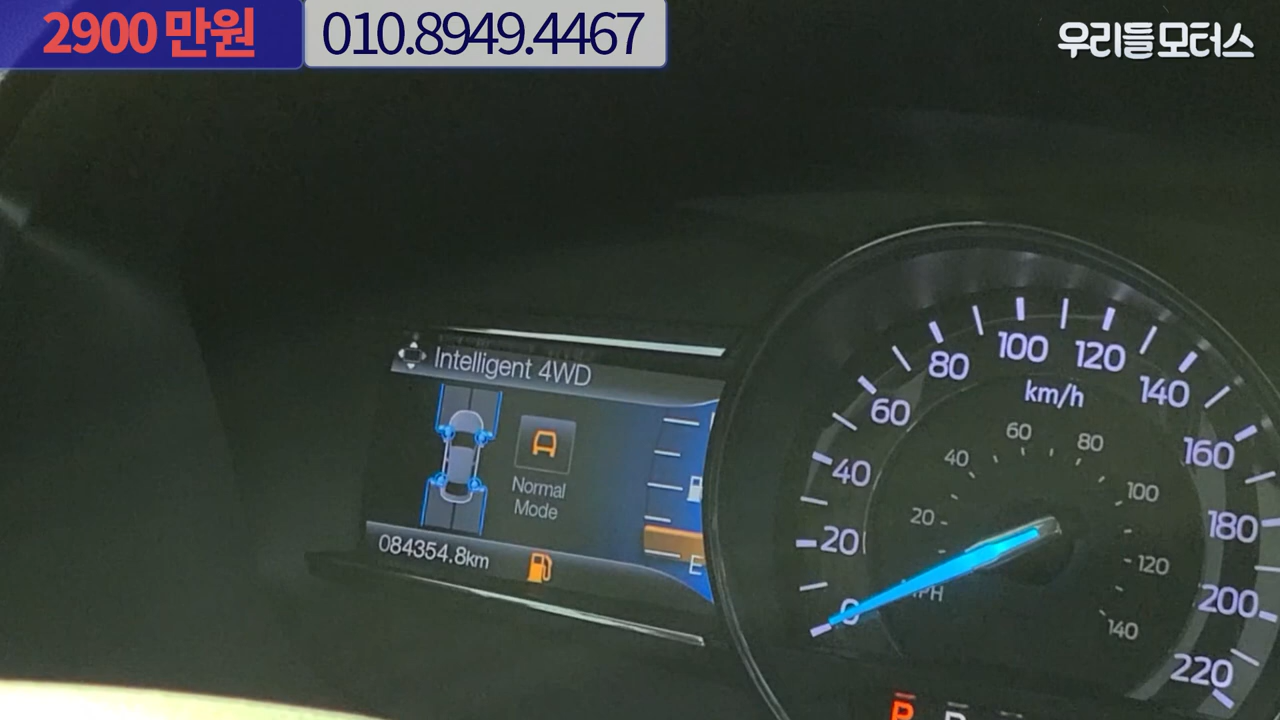 2900 만원
010.8949.4467
우리들모터스
Intelligent 4WD
Normal
Mode
084354.8km
E
0
20
40
60
80
100
120
140
160
180
200
220
km/h
20
40
60
80
100
120
140
MPH
P